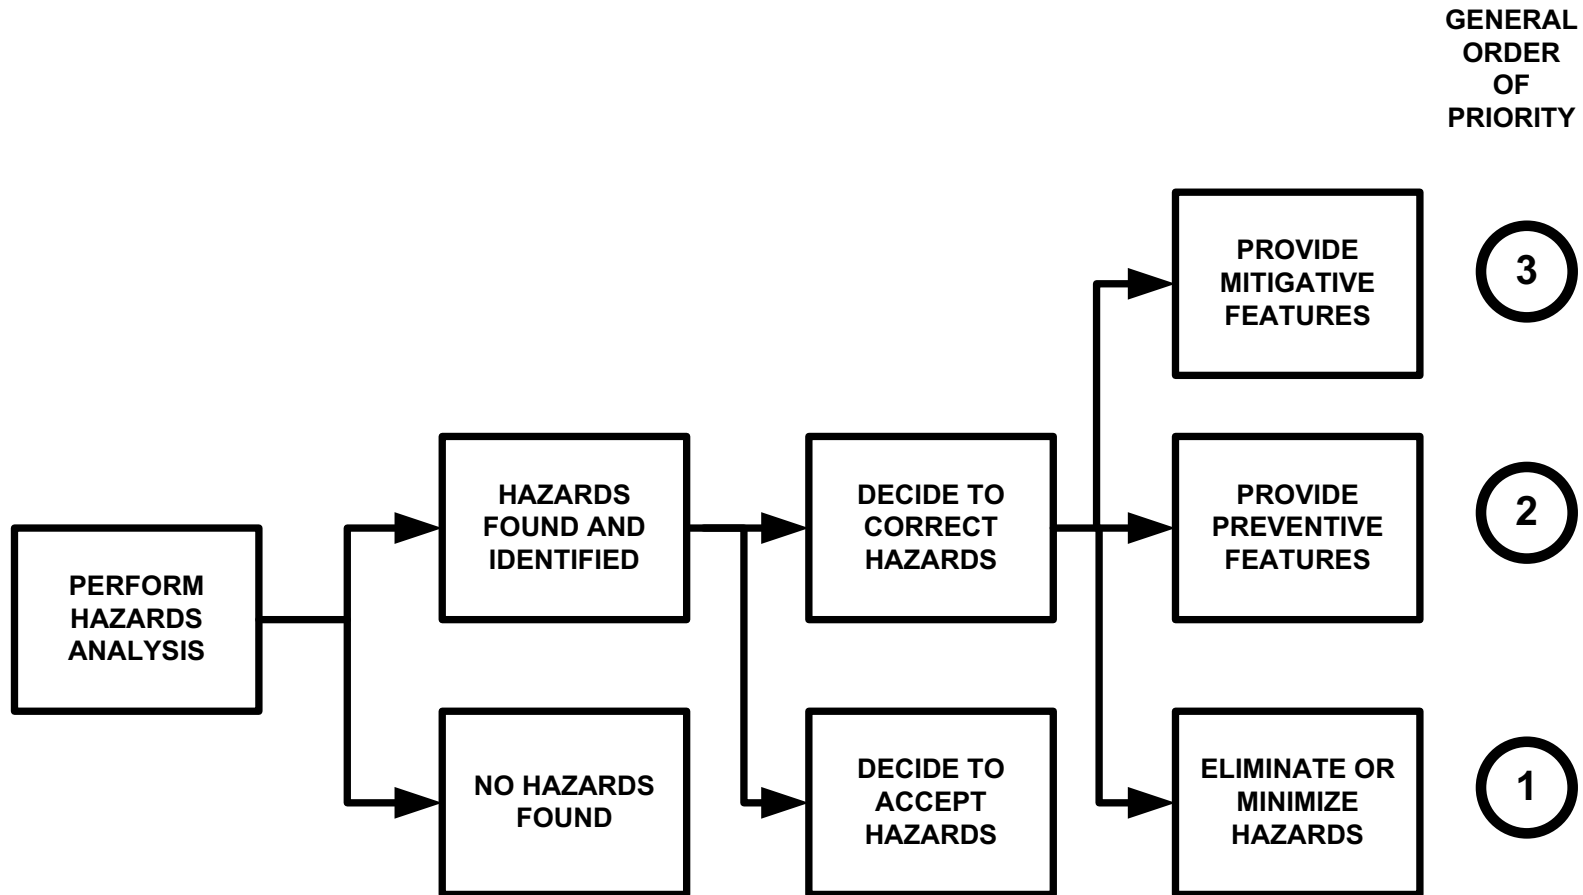 GENERAL
ORDER
OF
PRIORITY
PROVIDE
MITIGATIVE
FEATURES
3
HAZARDS
FOUND AND
IDENTIFIED
DECIDE TO
CORRECT
HAZARDS
PROVIDE
PREVENTIVE
FEATURES
2
PERFORM
HAZARDS
ANALYSIS
NO HAZARDS
FOUND
DECIDE TO
ACCEPT
HAZARDS
ELIMINATE OR
MINIMIZE
HAZARDS
1